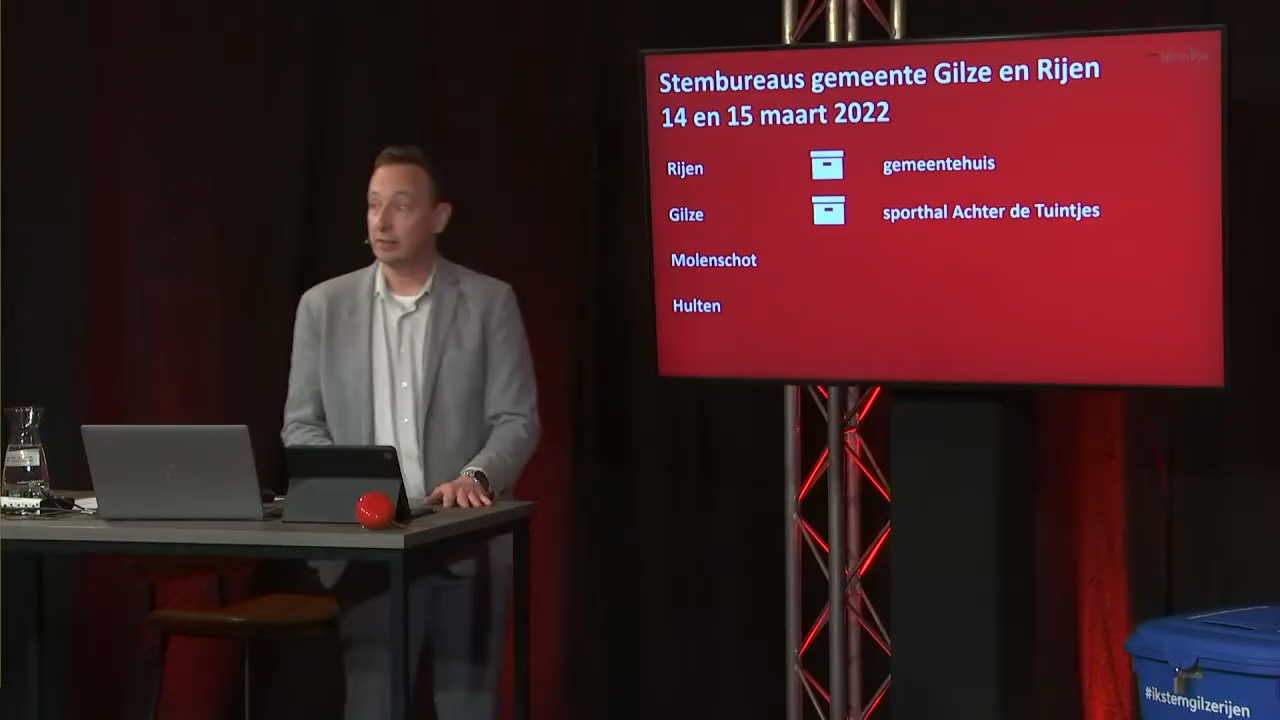 Stembureaus gemeente Gilze en Rijen
14 en 15 maart 2022
Rijen gemeentehuis
Gilze sporthal Achter de Tuintjes
Molenschot
Hulten
#ikstemgilzerijen